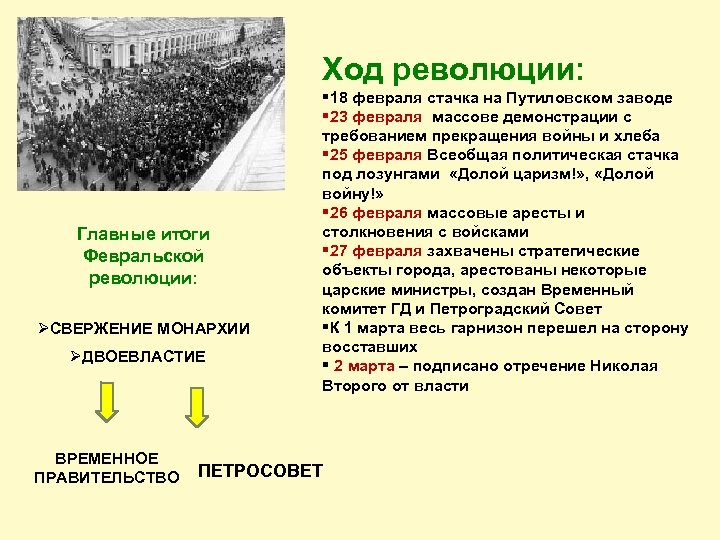 Ход революции:
▪18 февраля стачка на Путиловском заводе
▪23 февраля массове демонстрации с
требованием прекращения войны и хлеба
▪25 февраля Всеобщая политическая стачка
под лозунгами «Долой царизм!», «Долой
войну!»
▪26 февраля массовые аресты и
столкновения с войсками
▪27 февраля захвачены стратегические
объекты города, арестованы некоторые
царские министры, создан Временный
комитет ГД и Петроградский Совет
▪К 1 марта весь гарнизон перешел на сторону
восставших
▪ 2 марта – подписано отречение Николая
Второго от власти
Главные итоги
Февральской
революции:
➢СВЕРЖЕНИЕ МОНАРХИИ
➢ДВОЕВЛАСТИЕ
ВРЕМЕННОЕ
ПРАВИТЕЛЬСТВО
ПЕТРОСОВЕТ